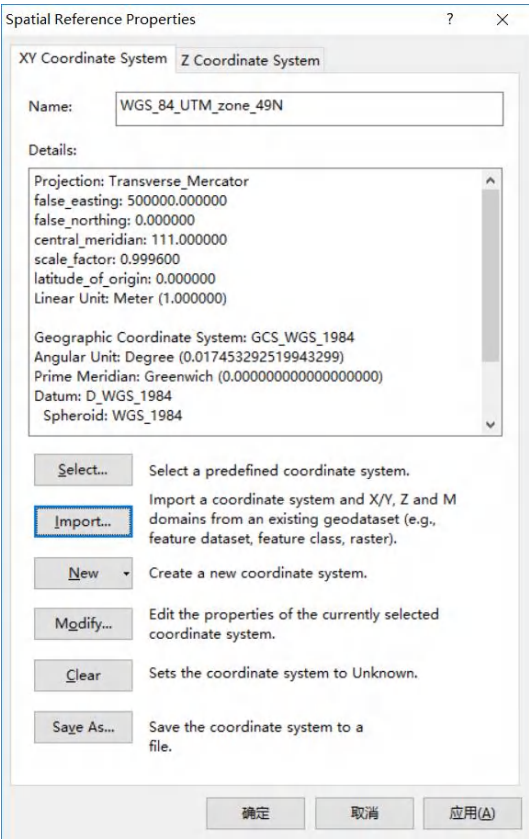 Spatial Reference Properties ? ×
XY Coordinate System Z Coordinate System
Name: WGS_84_UTM_zone_49N
Details:
Projection: Transverse_Mercator
false_easting: 500000.000000
false_northing: 0.000000
central_meridian: 111.000000
scale_factor: 0.999600
latitude_of_origin: 0.000000
Linear Unit: Meter (1.000000)
Geographic Coordinate System: GCS_WGS_1984
Angular Unit: Degree (0.017453292519943299)
Prime Meridian: Greenwich (0.000000000000000000)
Datum: D_WGS_1984
Spheroid: WGS_1984
Select... Select a predefined coordinate system.
Import a coordinate system and X/Y, Z and M
Import... domains from an existing geodataset (e.g.,
feature dataset, feature class, raster).
New Create a new coordinate system.
Modify... Edit the properties of the currently selected
coordinate system.
Clear Sets the coordinate system to Unknown.
Save As... Save the coordinate system to a
file.
确定 取消 应用(A)